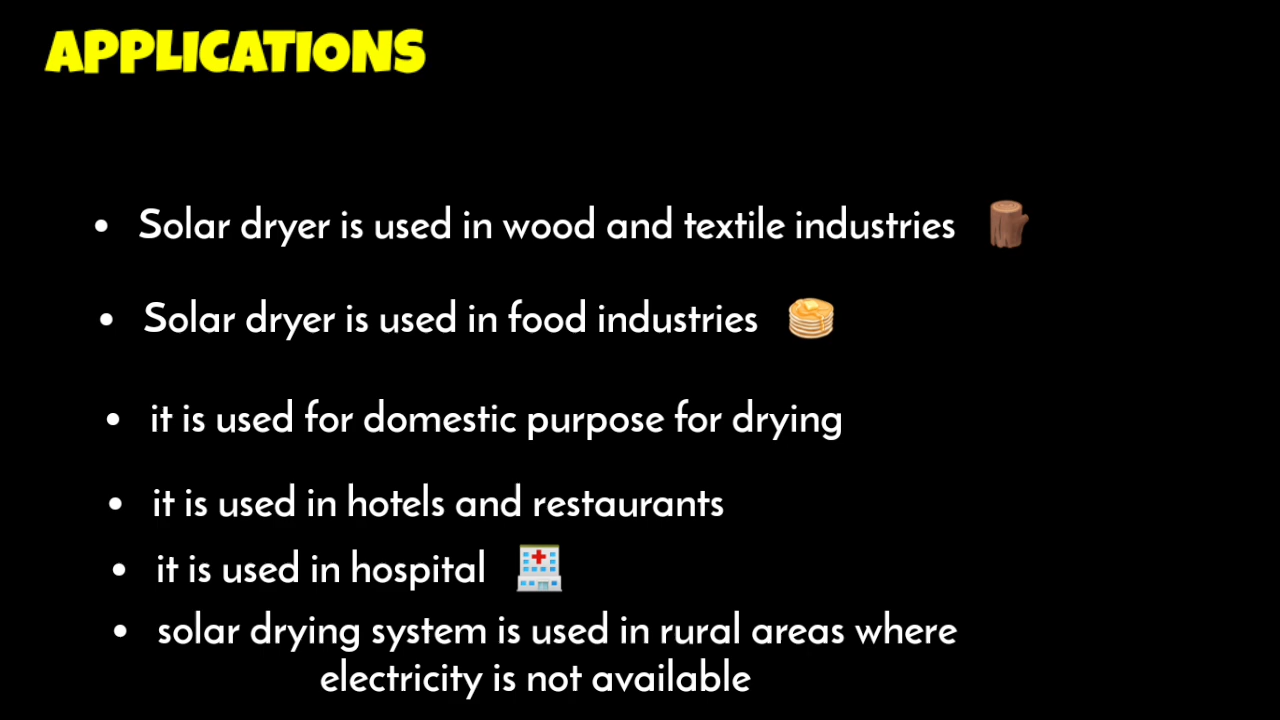 APPLICATIONS
• Solar dryer is used in wood and textile industries
• Solar dryer is used in food industries
• it is used for domestic purpose for drying
• it is used in hotels and restaurants
• it is used in hospital
• solar drying system is used in rural areas where
electricity is not available